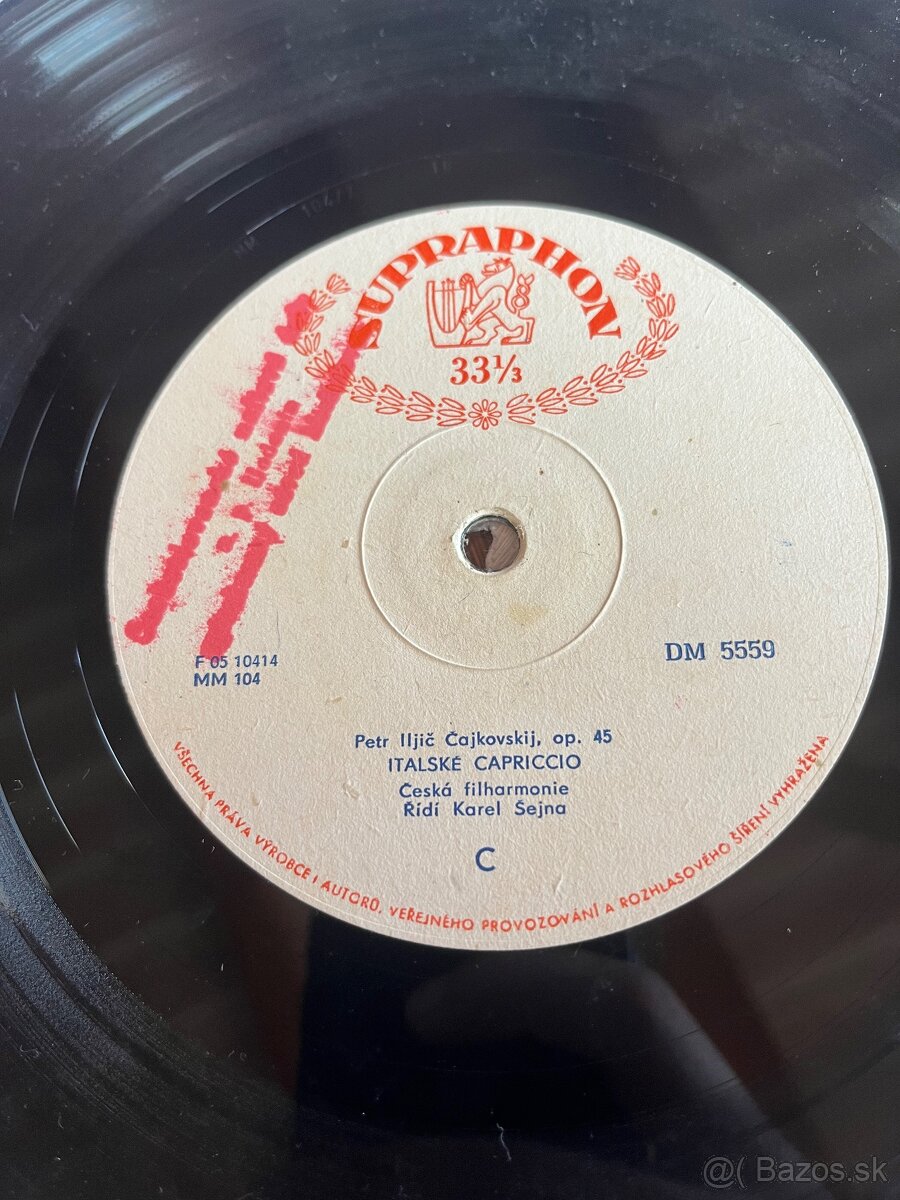 SUPRAPHON
33⅓
F 05 10414
MM 104
DM 5559
Petr Iljič Čajkovskij, op. 45
ITALSKÉ CAPRICCIO
Česká filharmonie
Řídí Karel Šejna
C
VŠECHNA PRÁVA VÝROBCE I AUTORŮ, VEŘEJNÉHO PROVOZOVÁNÍ A ROZHLASOVÉHO ŠÍŘENÍ VYHRAŽENA
@( Bazos.sk